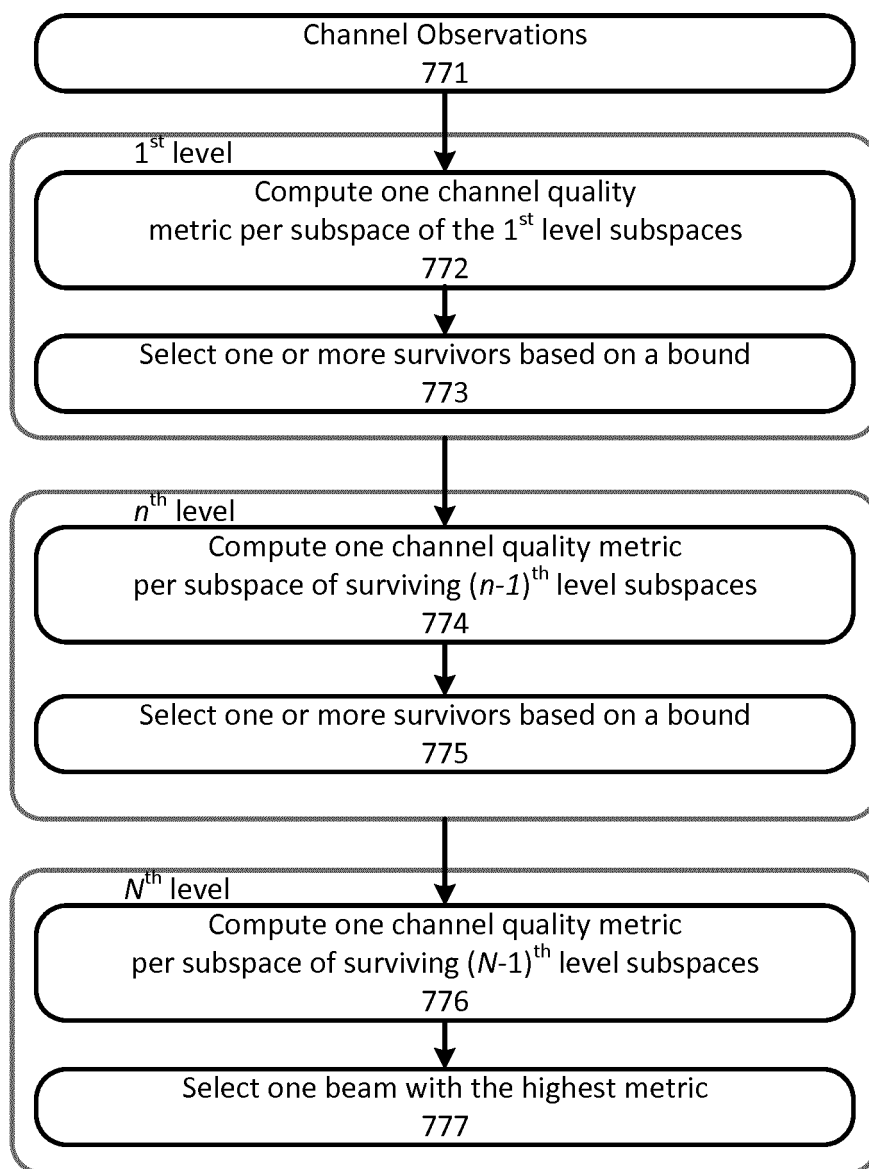 Channel Observations
771
1st level
Compute one channel quality
metric per subspace of the 1st level subspaces
772
Select one or more survivors based on a bound
773
nth level
Compute one channel quality metric
per subspace of surviving (n-1)th level subspaces
774
Select one or more survivors based on a bound
775
Nth level
Compute one channel quality metric
per subspace of surviving (N-1)th level subspaces
776
Select one beam with the highest metric
777